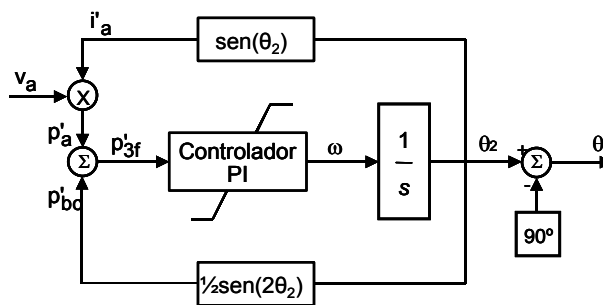 i'a
sen(θ2)
va
X
p'a
p'3f
Σ
p'bc
Controlador
PI
ω
1
s
θ2
+
Σ
-
θ
90º
½sen(2θ2)